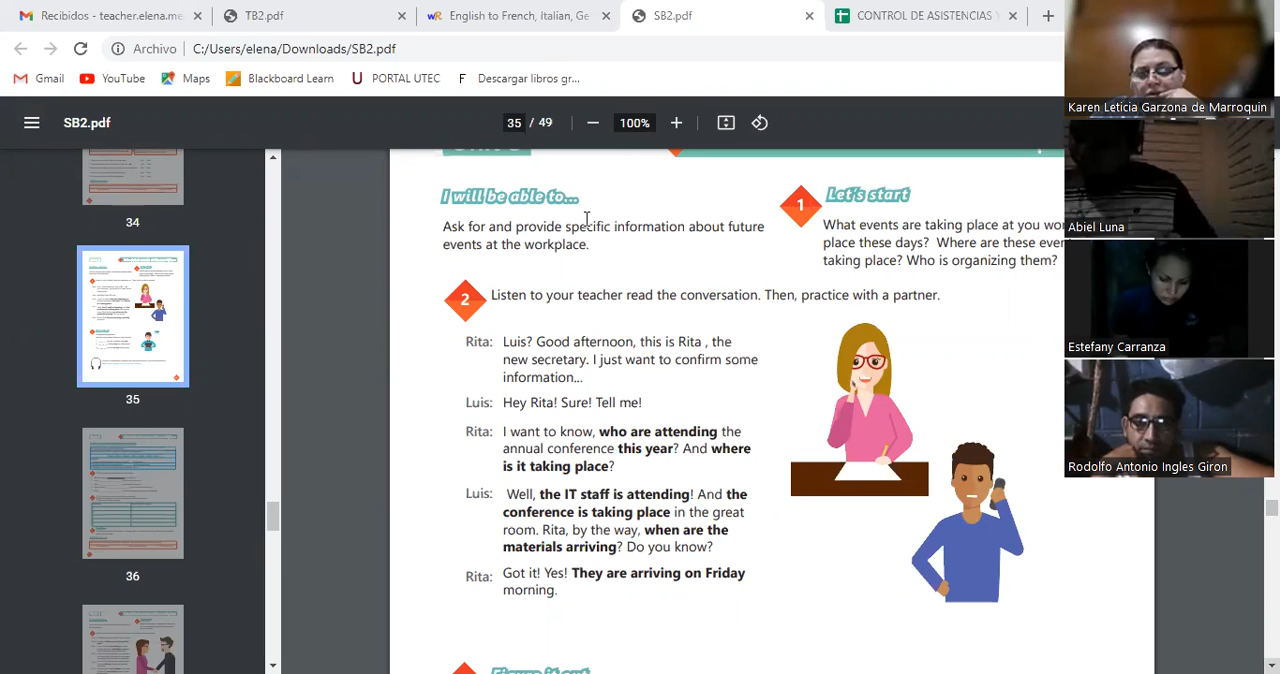 Recibidos - teacher.elena.me
TB2.pdf
English to French, Italian, Ge
SB2.pdf
CONTROL DE ASISTENCIAS Y
Archivo
C:/Users/elena/Downloads/SB2.pdf
Gmail
YouTube
Maps
Blackboard Learn
PORTAL UTEC
Descargar libros gr...
SB2.pdf
35 / 49
100%
34
35
36
I will be able to...
Ask for and provide specific information about future
events at the workplace.
1
Let's start
What events are taking place at you wor
place these days? Where are these even
taking place? Who is organizing them?
2
Listen to your teacher read the conversation. Then, practice with a partner.
Rita: Luis? Good afternoon, this is Rita , the
new secretary. I just want to confirm some
information...
Luis: Hey Rita! Sure! Tell me!
Rita: I want to know, who are attending the
annual conference this year? And where
is it taking place?
Luis: Well, the IT staff is attending! And the
conference is taking place in the great
room. Rita, by the way, when are the
materials arriving? Do you know?
Rita: Got it! Yes! They are arriving on Friday
morning.
Figure it out
Karen Leticia Garzona de Marroquin
Abiel Luna
Estefany Carranza
Rodolfo Antonio Ingles Giron